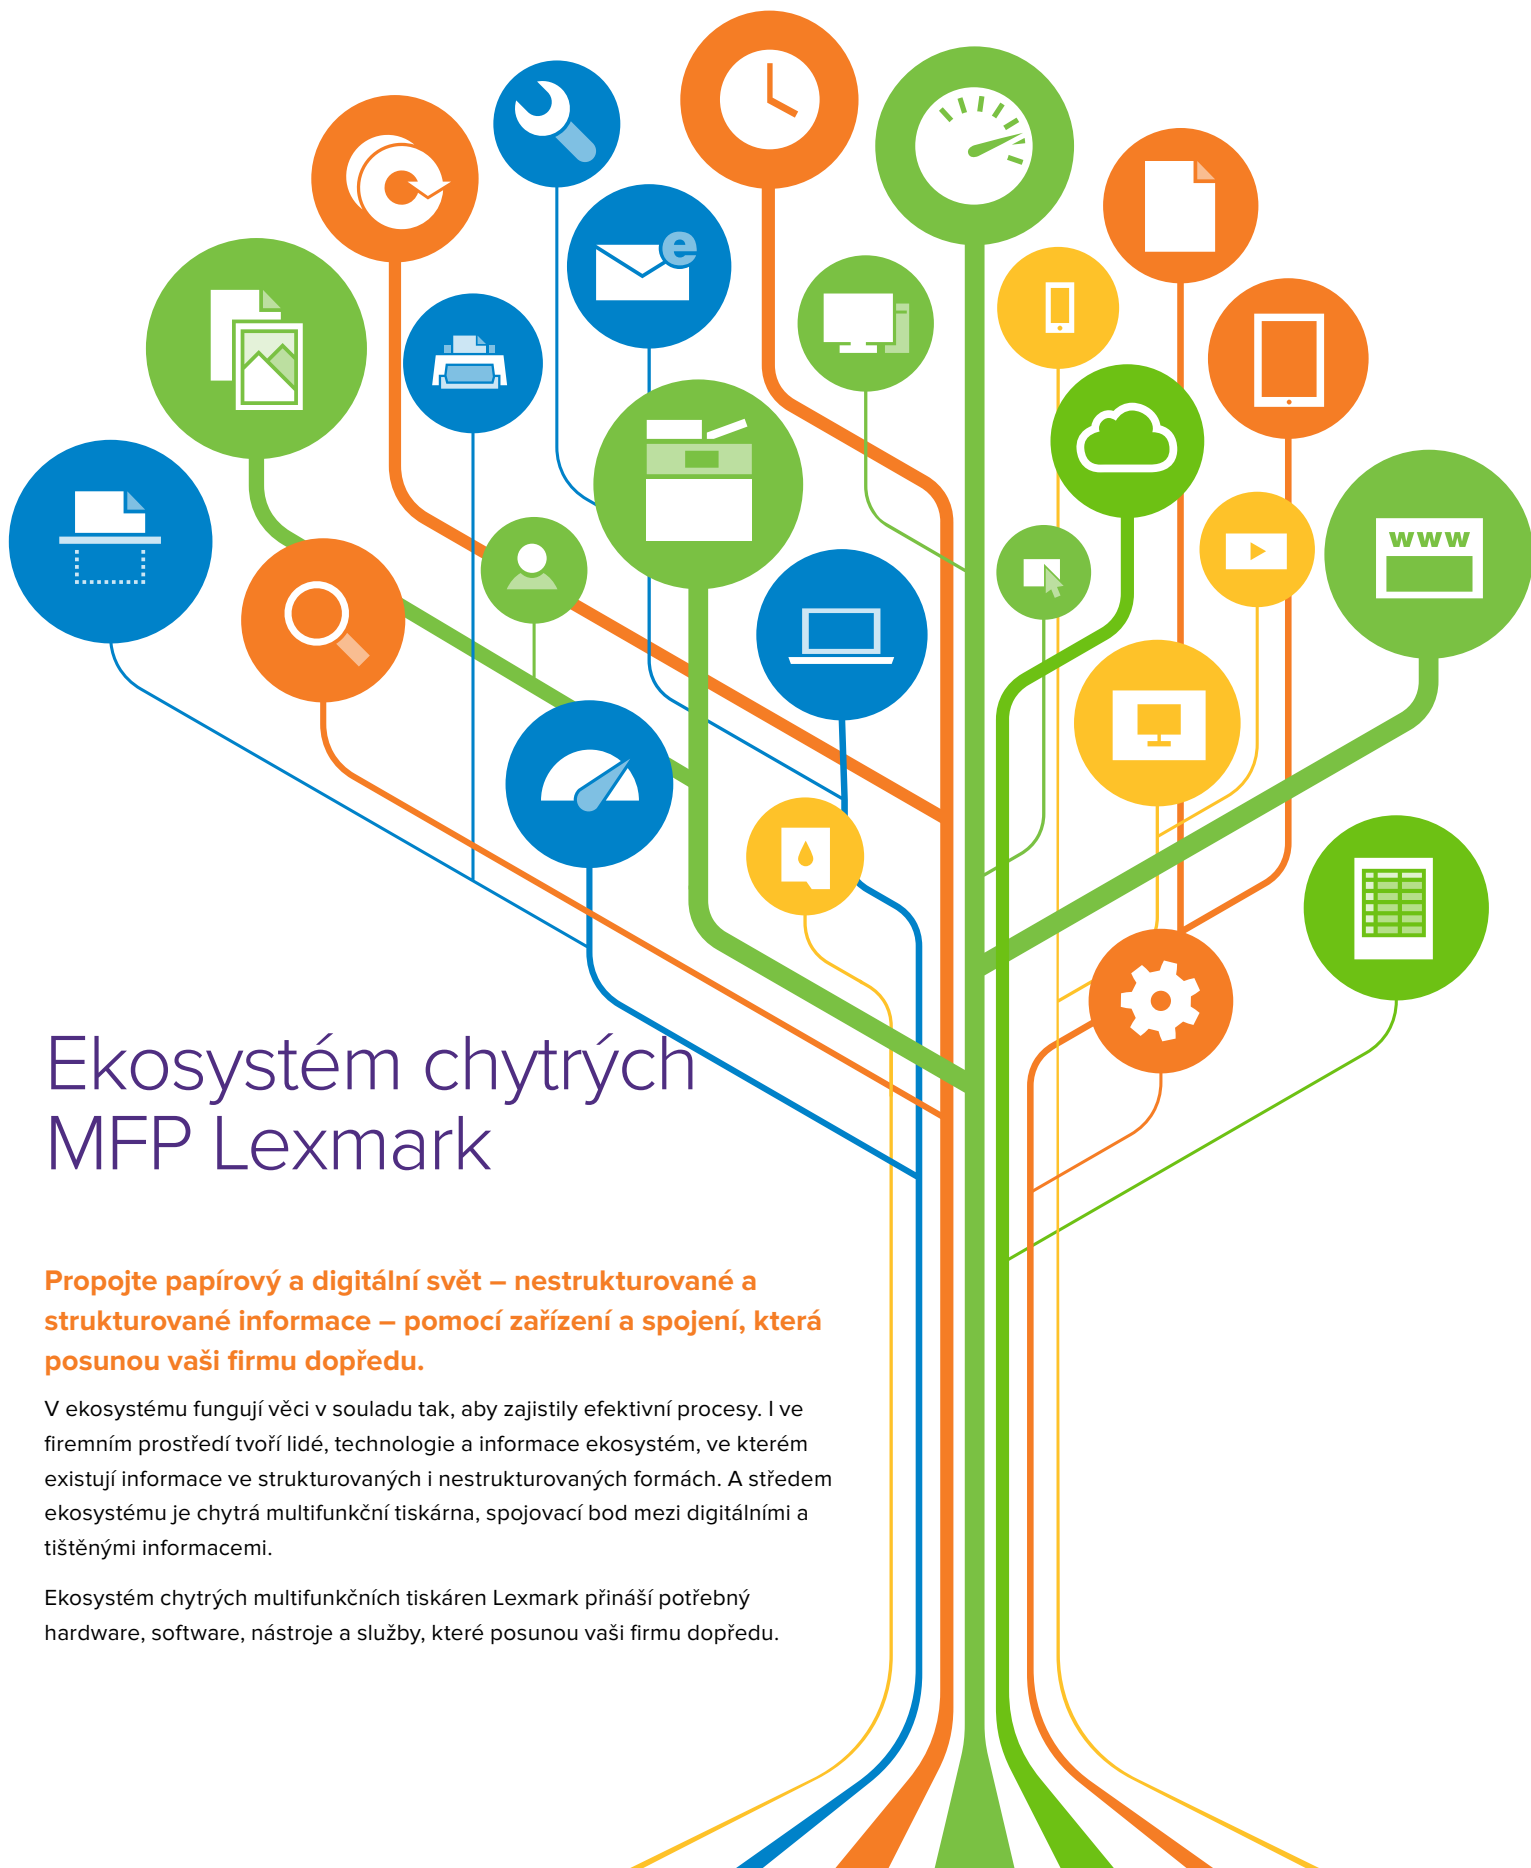 e
www
Ekosystém chytrých
MFP Lexmark
Propojte papírový a digitální svět – nestrukturované a
strukturované informace – pomocí zařízení a spojení, která
posunou vaši firmu dopředu.
V ekosystému fungují věci v souladu tak, aby zajistily efektivní procesy. I ve
firemním prostředí tvoří lidé, technologie a informace ekosystém, ve kterém
existují informace ve strukturovaných i nestrukturovaných formách. A středem
ekosystému je chytrá multifunkční tiskárna, spojovací bod mezi digitálními a
tištěnými informacemi.
Ekosystém chytrých multifunkčních tiskáren Lexmark přináší potřebný
hardware, software, nástroje a služby, které posunou vaši firmu dopředu.